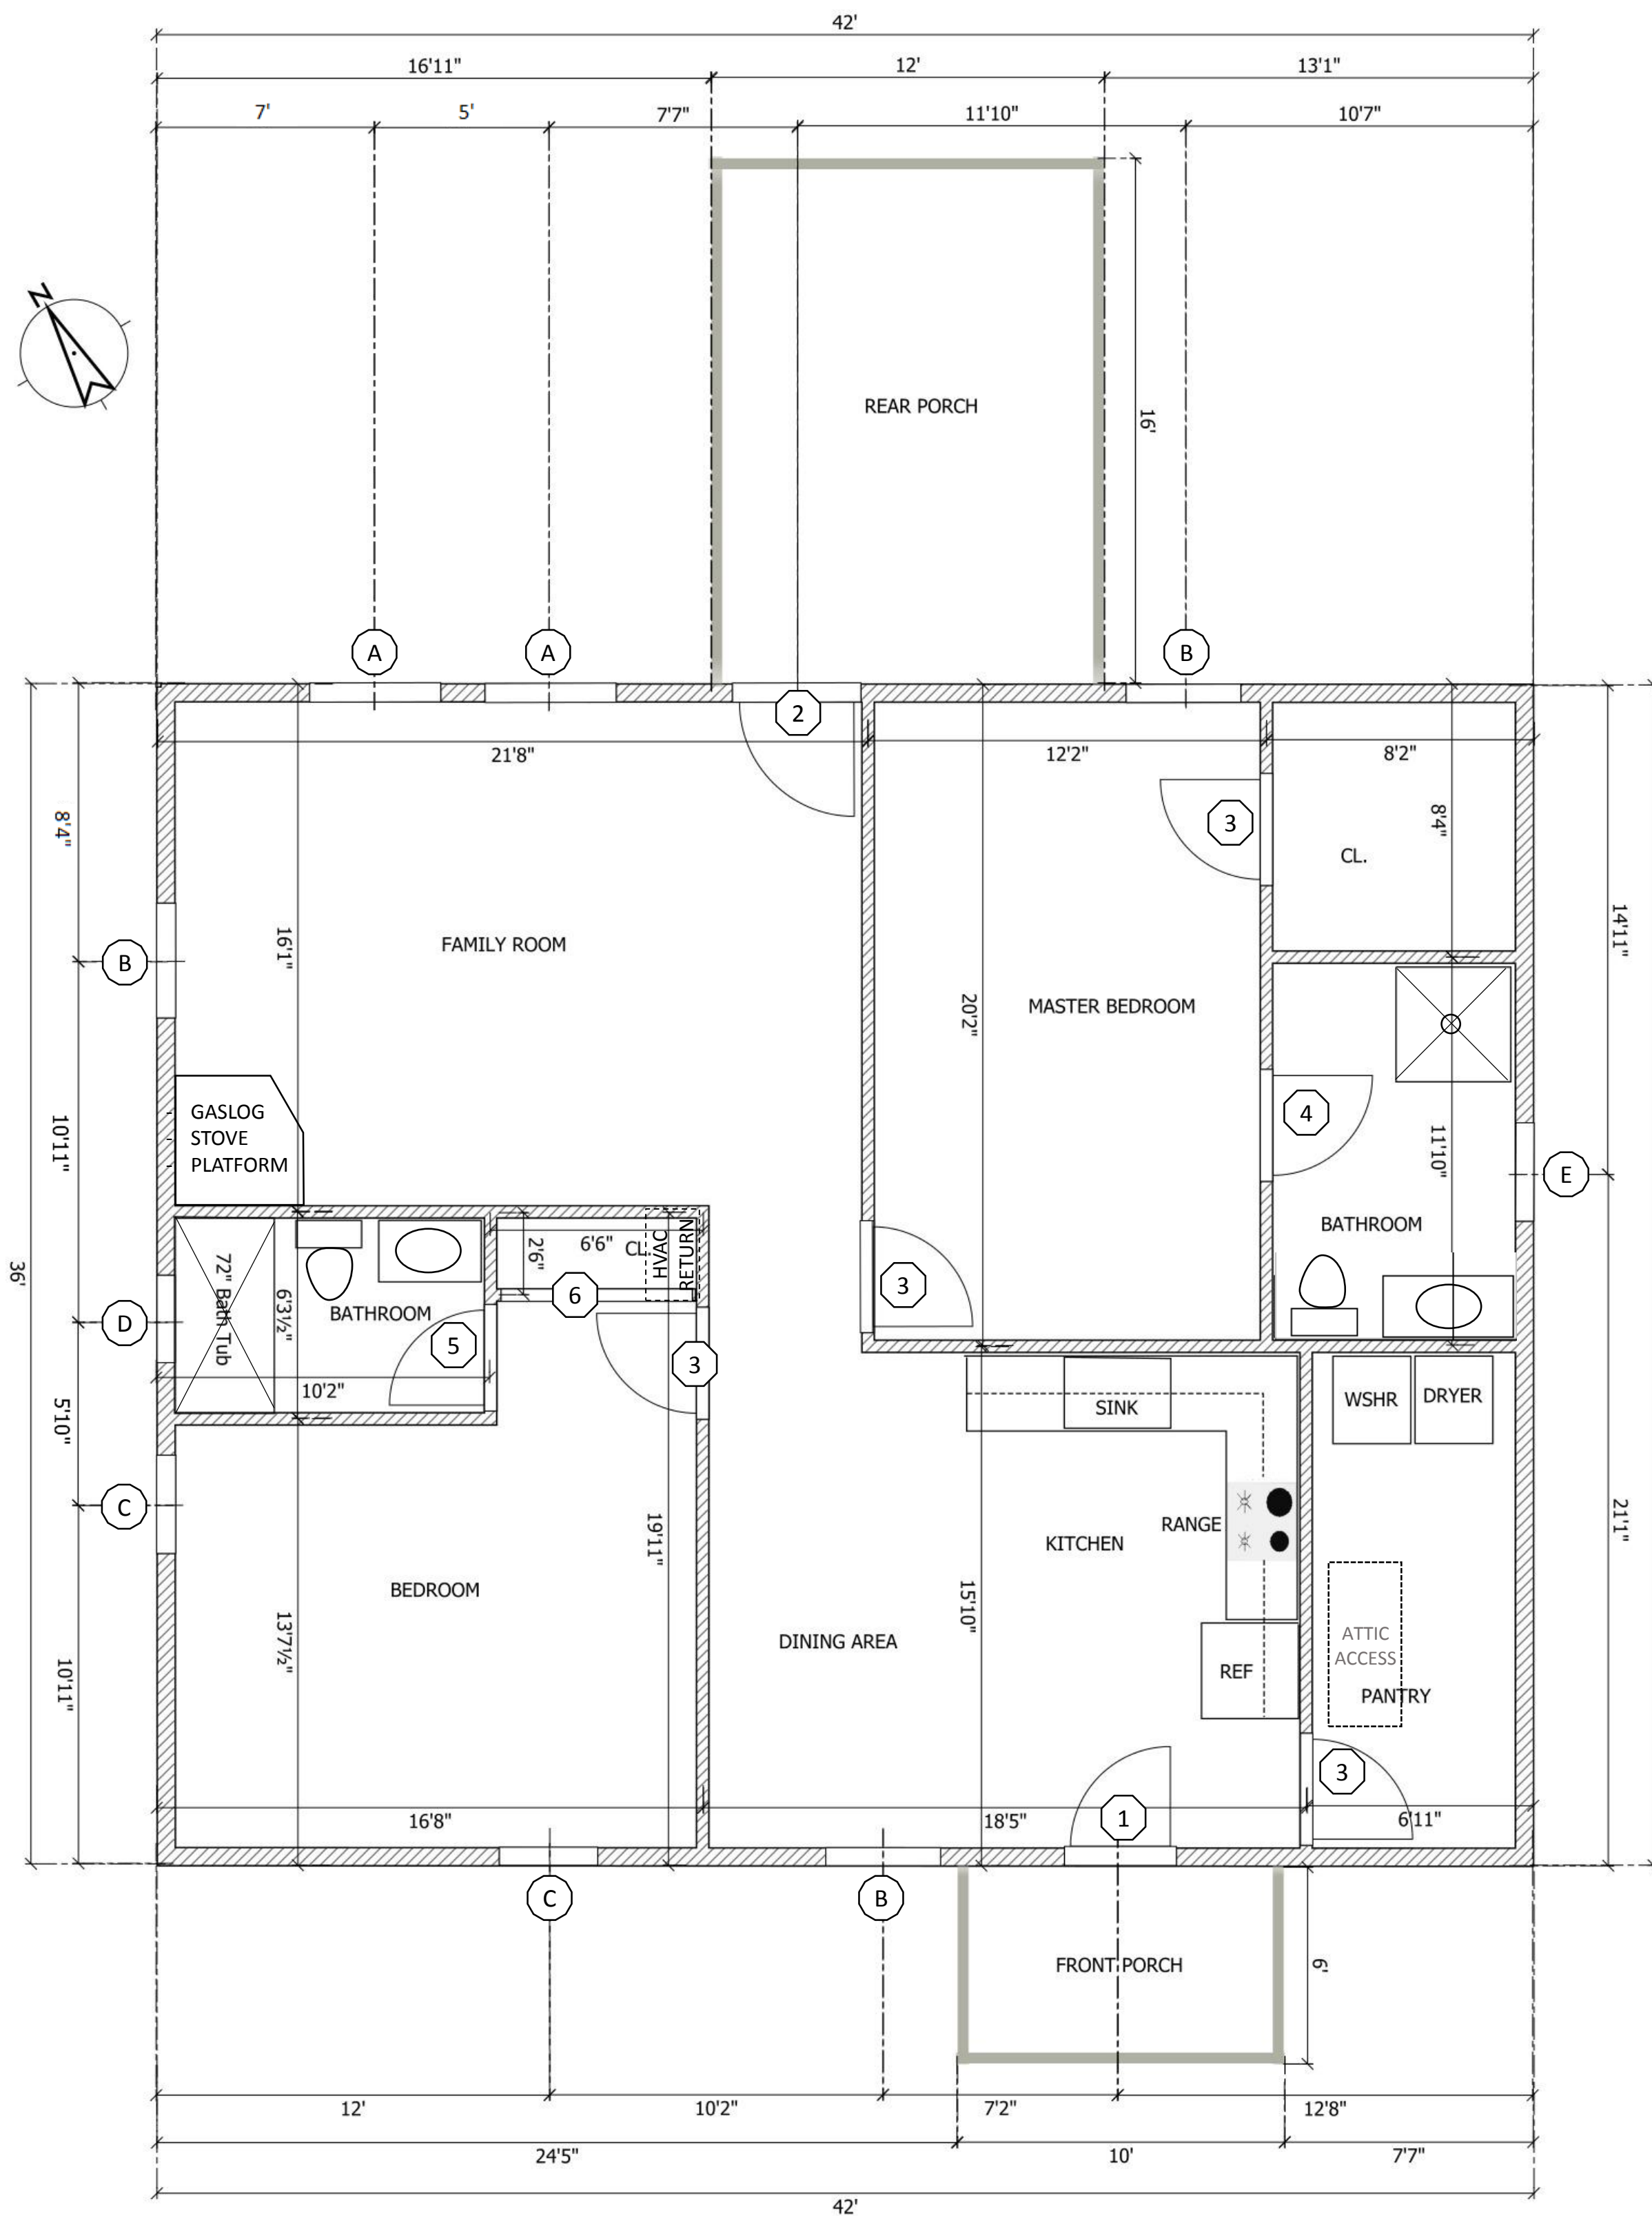 42'
16'11"
12'
13'1"
7'
5'
7'7"
11'10"
10'7"
N
REAR PORCH
16'
A
A
B
2
21'8"
12'2"
8'2"
8'4"
3
8'4"
CL.
14'11"
FAMILY ROOM
16'1"
B
20'2"
MASTER BEDROOM
GASLOG
STOVE
PLATFORM
10'11"
4
11'10"
E
BATHROOM
36'
72" Bath Tub
6'3½"
BATHROOM
2'6"
6'6"
CL.
HVAC
RETURN
6
3
D
5
3
10'2"
5'10"
SINK
WSHR
DRYER
C
19'11"
KITCHEN
RANGE
21'1"
BEDROOM
13'7½"
15'10"
DINING AREA
ATTIC
ACCESS
REF
PANTRY
10'11"
3
16'8"
18'5"
1
6'11"
C
B
FRONT PORCH
6'
12'
10'2"
7'2"
12'8"
24'5"
10'
7'7"
42'